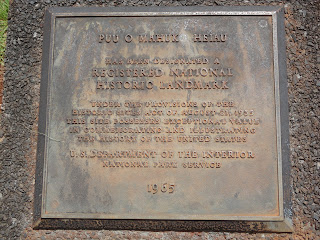 PUU O MAHUKA HEIAU
HAS BEEN DESIGNATED A
REGISTERED NATIONAL
HISTORIC LANDMARK
UNDER THE PROVISIONS OF THE
HISTORIC SITES ACT OF AUGUST 21, 1935
THIS SITE POSSESSES EXCEPTIONAL VALUE
IN COMMEMORATING AND ILLUSTRATING
THE HISTORY OF THE UNITED STATES
U.S. DEPARTMENT OF THE INTERIOR
NATIONAL PARK SERVICE
1965